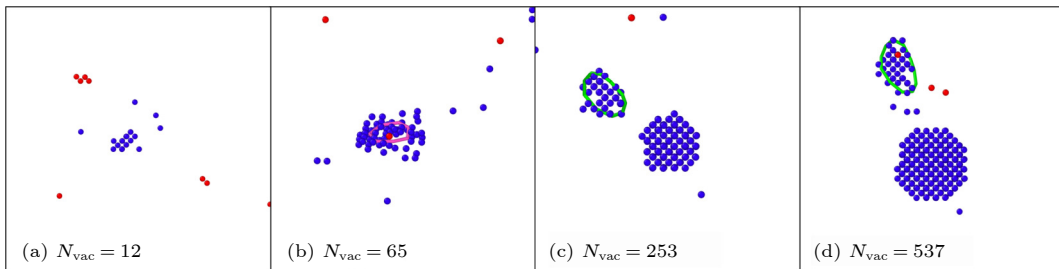 (a) N_vac = 12
(b) N_vac = 65
(c) N_vac = 253
(d) N_vac = 537